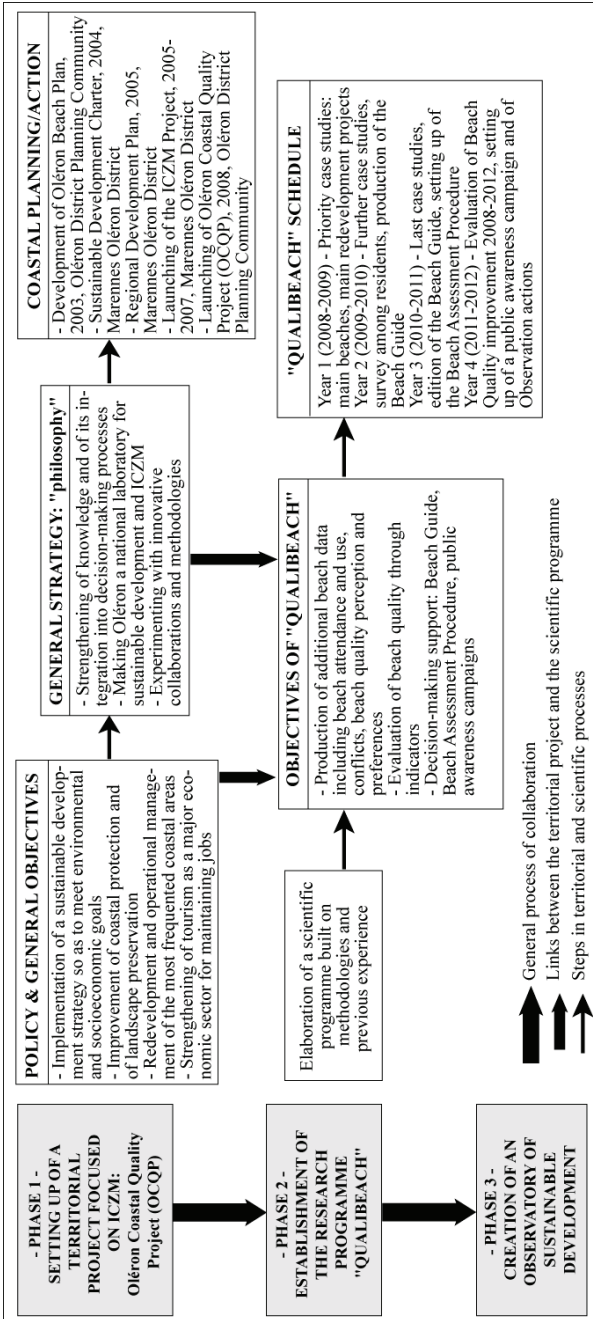 - PHASE 1 -
SETTING UP OF A
TERRITORIAL
PROJECT FOCUSED
ON ICZM:
Oléron Coastal Quality
Project (OCQP)
POLICY & GENERAL OBJECTIVES
- Implementation of a sustainable develop-
ment strategy so as to meet environmental
and socioeconomic goals
- Improvement of coastal protection and
of landscape preservation
- Redevelopment and operational manage-
ment of the most frequented coastal areas
- Strengthening of tourism as a major eco-
nomic sector for maintaining jobs
GENERAL STRATEGY: "philosophy"
- Strengthening of knowledge and of its in-
tegration into decision-making processes
- Making Oléron a national laboratory for
sustainable development and ICZM
- Experimenting with innovative
collaborations and methodologies
COASTAL PLANNING/ACTION
- Development of Oléron Beach Plan,
2003, Oléron District Planning Community
- Sustainable Development Charter, 2004,
Marennes Oléron District
- Regional Development Plan, 2005,
Marennes Oléron District
- Launching of the ICZM Project, 2005-
2007, Marennes Oléron District
- Launching of Oléron Coastal Quality
Project (OCQP), 2008, Oléron District
Planning Community
- PHASE 2 -
ESTABLISHMENT OF
THE RESEARCH
PROGRAMME
"QUALIBEACH"
Elaboration of a scientific
programme built on
methodologies and
previous experience
OBJECTIVES OF "QUALIBEACH"
- Production of additional beach data
including beach attendance and use,
conflicts, beach quality perception and
preferences
- Evaluation of beach quality through
indicators
- Decision-making support: Beach Guide,
Beach Assessment Procedure, public
awareness campaigns
"QUALIBEACH" SCHEDULE
Year 1 (2008-2009) - Priority case studies:
main beaches, main redevelopment projects
Year 2 (2009-2010) - Further case studies,
survey among residents, production of the
Beach Guide
Year 3 (2010-2011) - Last case studies,
edition of the Beach Guide, setting up of
the Beach Assessment Procedure
Year 4 (2011-2012) - Evaluation of Beach
Quality improvement 2008-2012, setting
up of a public awareness campaign and of
Observation actions
- PHASE 3 -
CREATION OF AN
OBSERVATORY OF
SUSTAINABLE
DEVELOPMENT
General process of collaboration
Links between the territorial project and the scientific programme
Steps in territorial and scientific processes